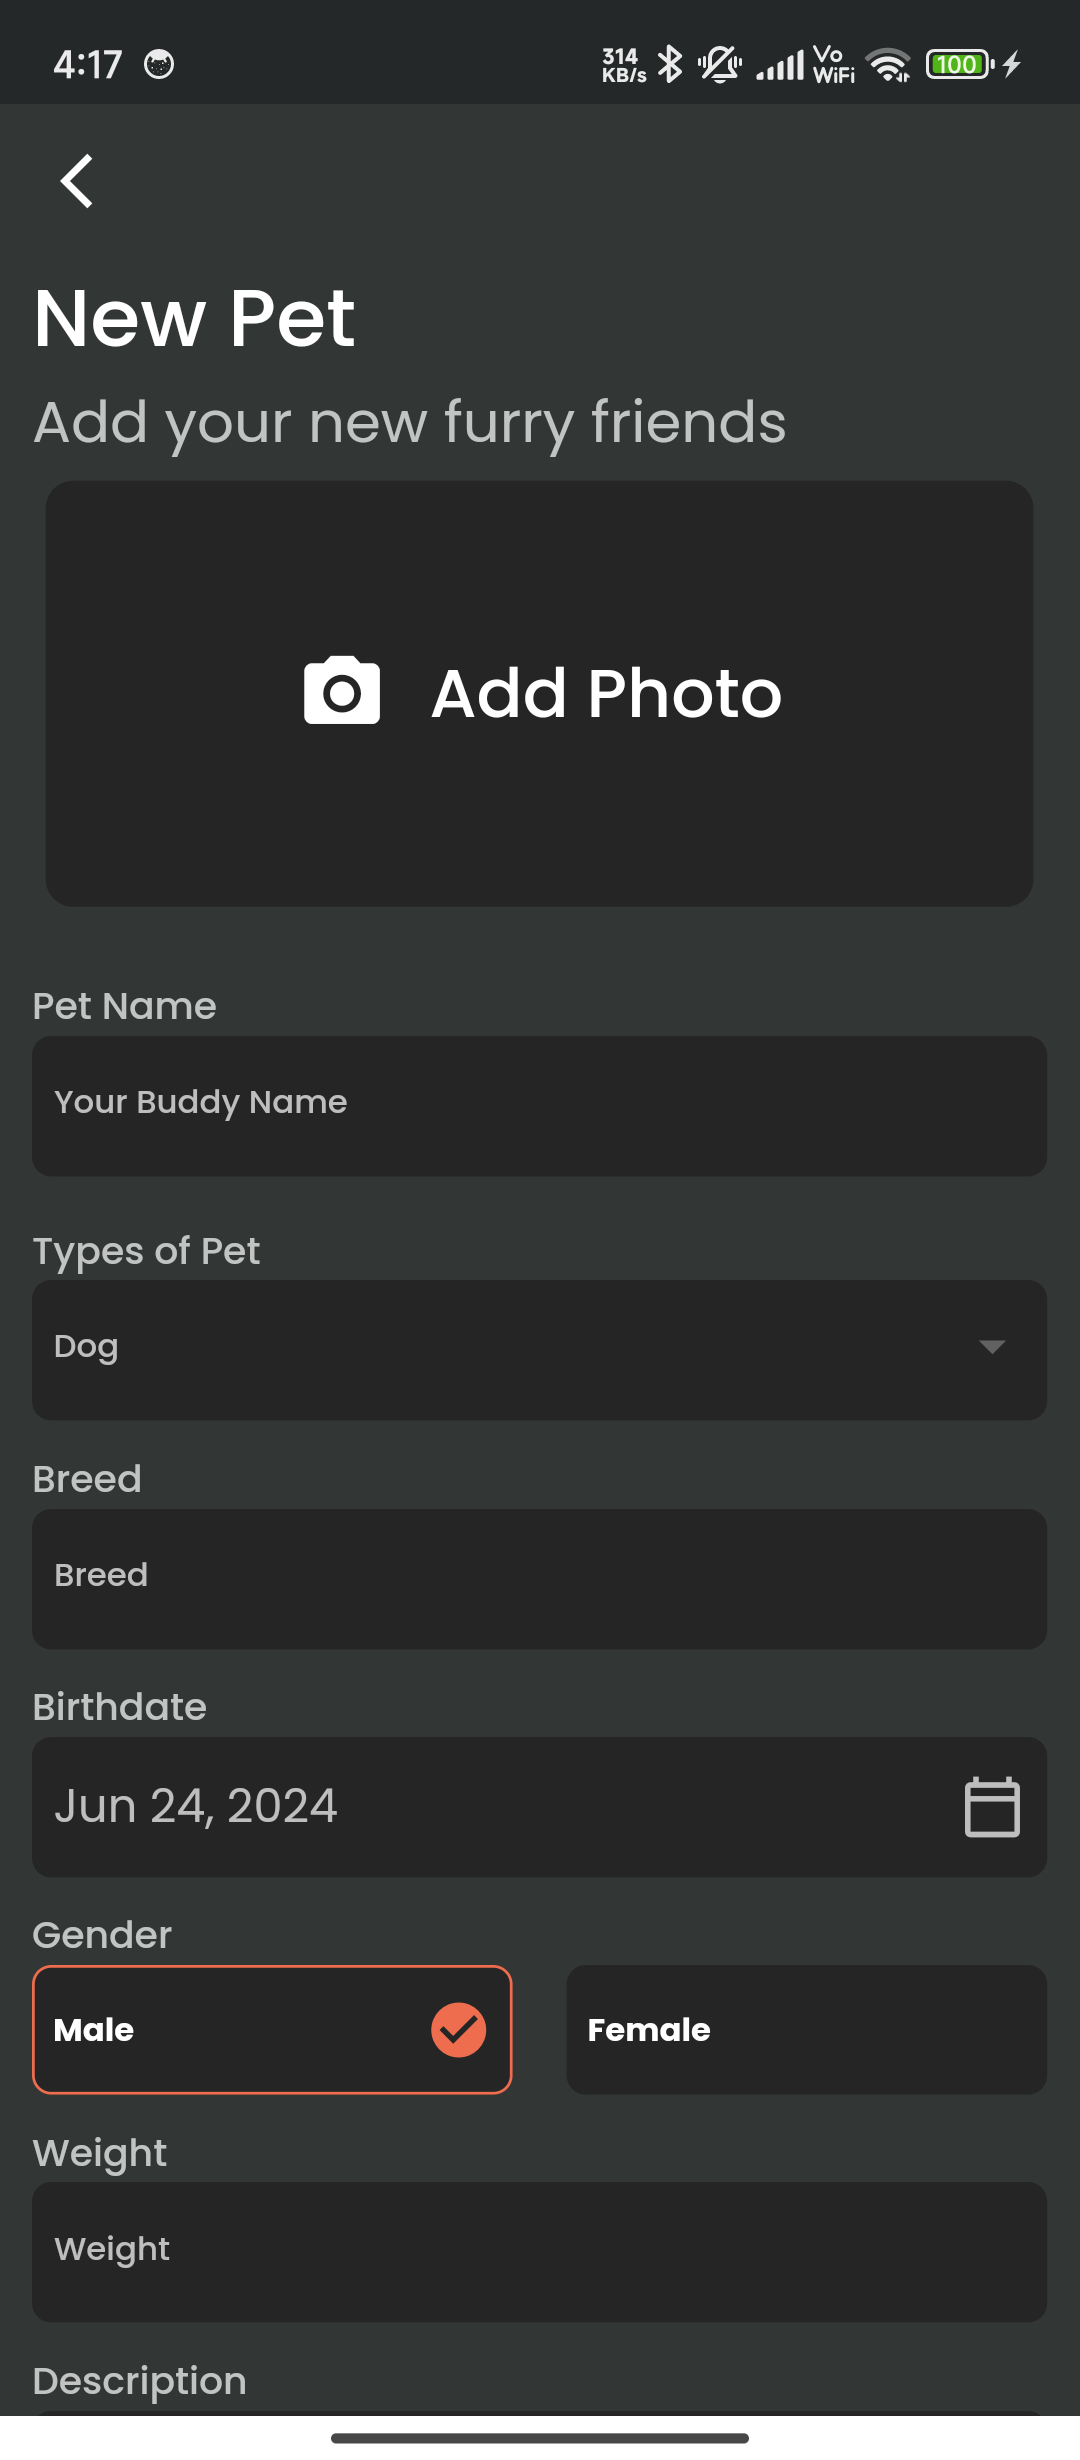 4:17
314
KB/s
Vo
WiFi
100
New Pet
Add your new furry friends
Add Photo
Pet Name
Your Buddy Name
Types of Pet
Dog
Breed
Breed
Birthdate
Jun 24, 2024
Gender
Male
Female
Weight
Weight
Description